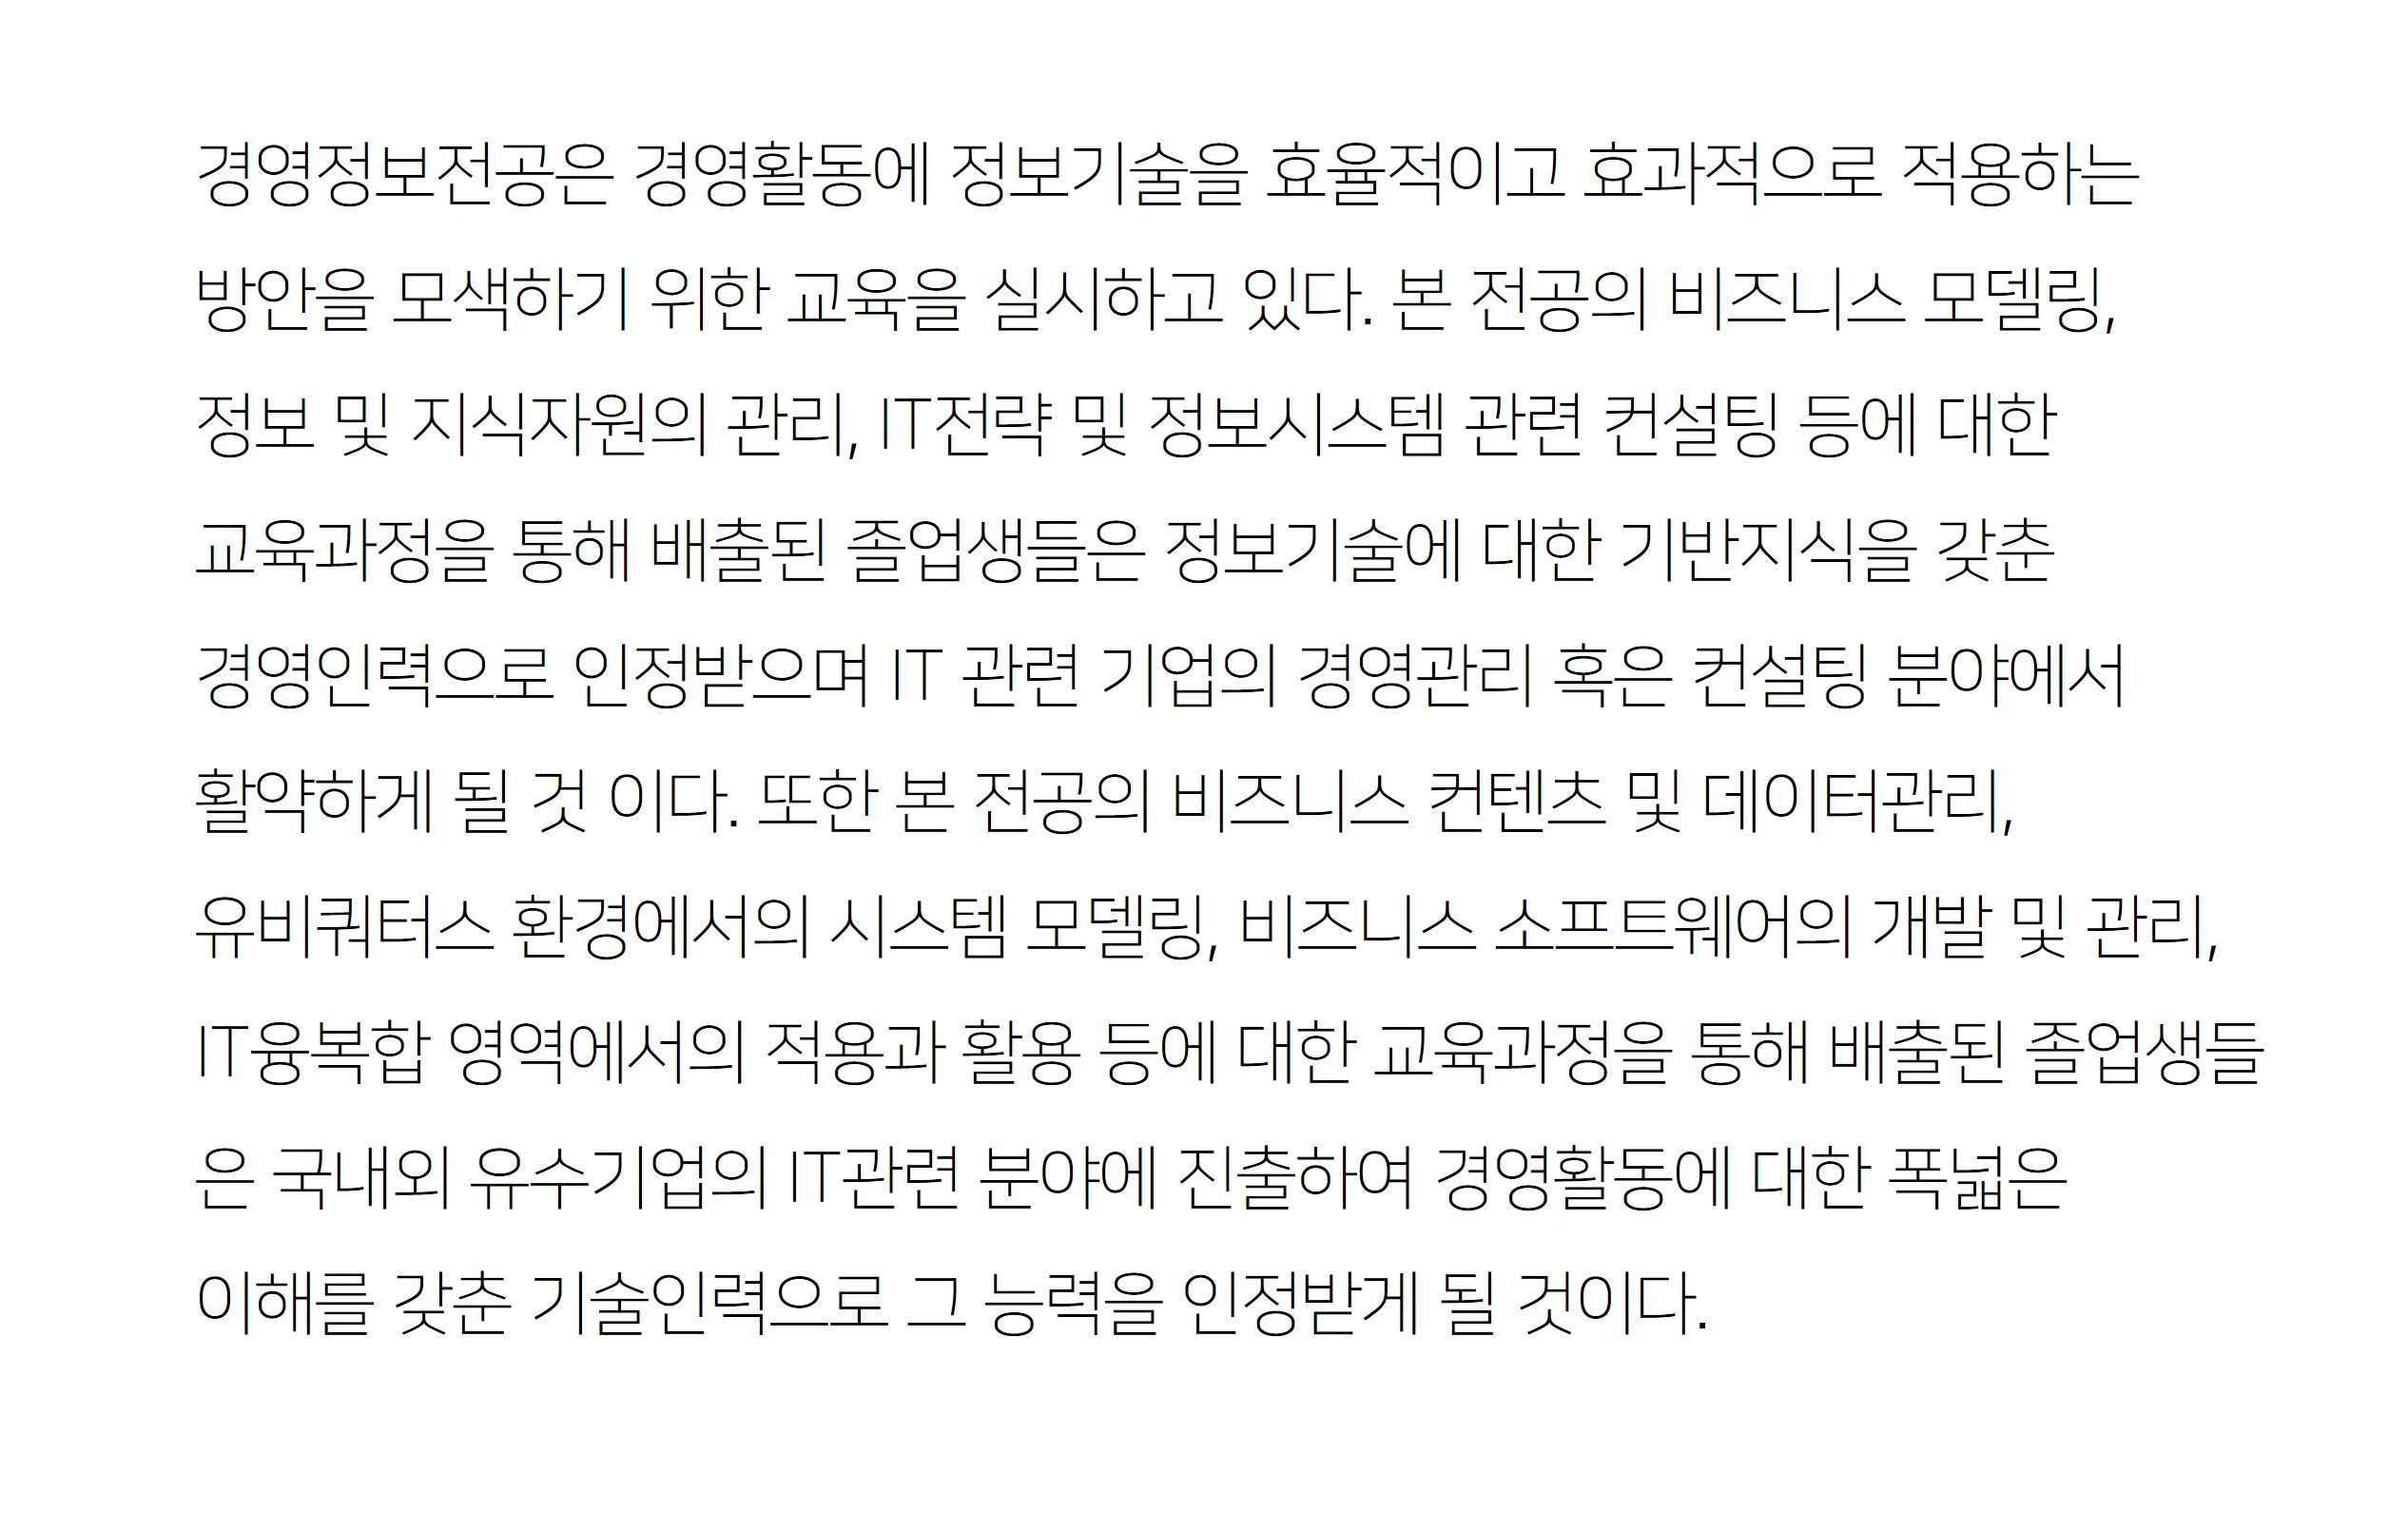 경영정보전공은 경영활동에 정보기술을 효율적이고 효과적으로 적용하는
방안을 모색하기 위한 교육을 실시하고 있다. 본 전공의 비즈니스 모델링,
정보 및 지식자원의 관리, IT전략 및 정보시스템 관련 컨설팅 등에 대한
교육과정을 통해 배출된 졸업생들은 정보기술에 대한 기반지식을 갖춘
경영인력으로 인정받으며 IT 관련 기업의 경영관리 혹은 컨설팅 분야에서
활약하게 될 것 이다. 또한 본 전공의 비즈니스 컨텐츠 및 데이터관리,
유비쿼터스 환경에서의 시스템 모델링, 비즈니스 소프트웨어의 개발 및 관리,
IT융복합 영역에서의 적용과 활용 등에 대한 교육과정을 통해 배출된 졸업생들
은 국내외 유수기업의 IT관련 분야에 진출하여 경영활동에 대한 폭넓은
이해를 갖춘 기술인력으로 그 능력을 인정받게 될 것이다.